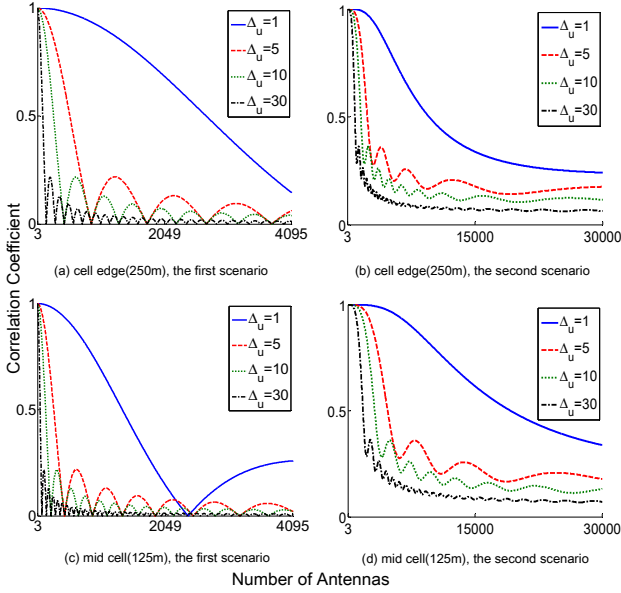 Correlation Coefficient
1
0.5
0
3
2049
4095
Δu=1
Δu=5
Δu=10
Δu=30
(a) cell edge(250m), the first scenario
1
0.5
0
3
15000
30000
Δu=1
Δu=5
Δu=10
Δu=30
(b) cell edge(250m), the second scenario
1
0.5
0
3
2049
4095
Δu=1
Δu=5
Δu=10
Δu=30
(c) mid cell(125m), the first scenario
1
0.5
0
3
15000
30000
Δu=1
Δu=5
Δu=10
Δu=30
(d) mid cell(125m), the second scenario
Number of Antennas